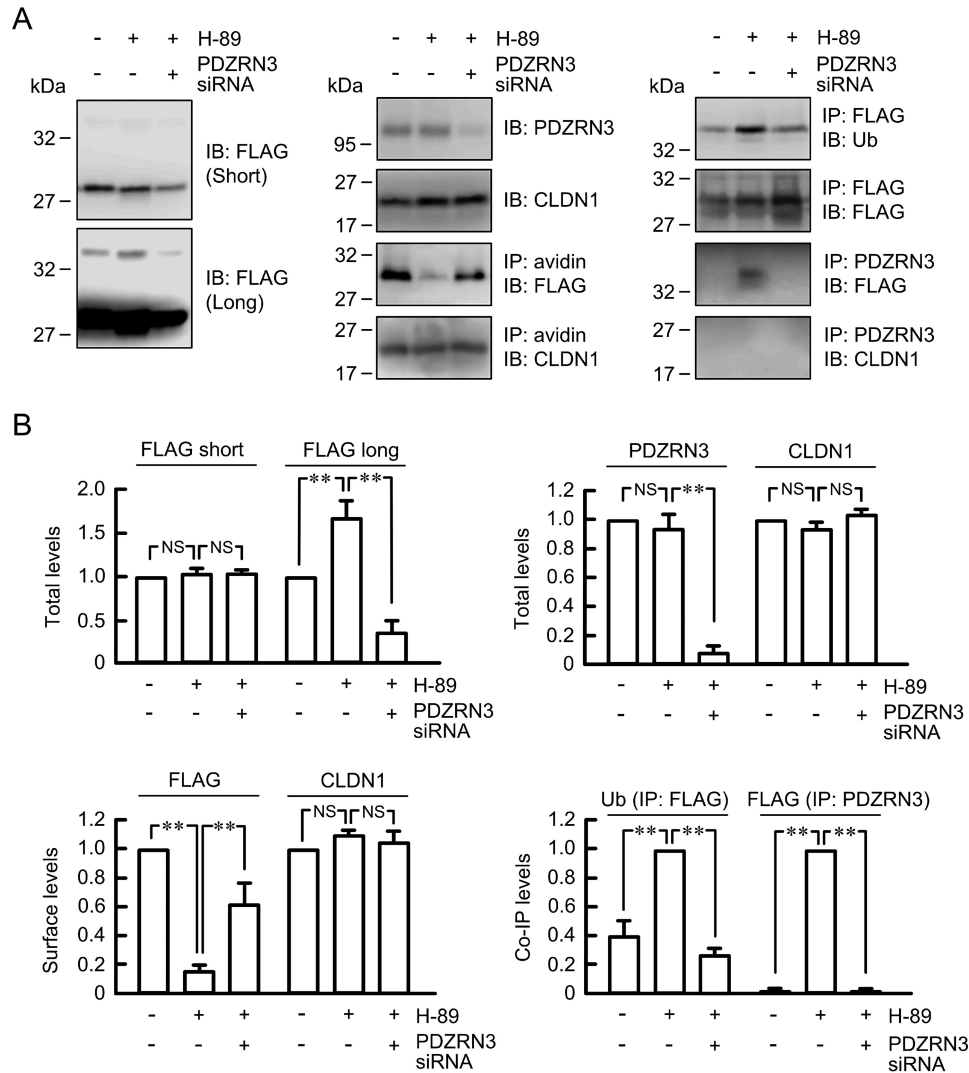 A
- + + H-89
- - + PDZRN3
siRNA
kDa
32
27
IB: FLAG
(Short)
32
27
IB: FLAG
(Long)
- + + H-89
- - + PDZRN3
siRNA
kDa
95
IB: PDZRN3
27
17
IB: CLDN1
32
27
IP: avidin
IB: FLAG
27
17
IP: avidin
IB: CLDN1
- + + H-89
- - + PDZRN3
siRNA
kDa
32
IP: FLAG
IB: Ub
32
27
IP: FLAG
IB: FLAG
32
IP: PDZRN3
IB: FLAG
27
17
IP: PDZRN3
IB: CLDN1
B
FLAG short FLAG long
Total levels
2.0
1.5
1.0
0.5
0
NS NS ** **
- + + - + + H-89
- - + - - + PDZRN3
siRNA
PDZRN3 CLDN1
Total levels
1.2
1.0
0.8
0.6
0.4
0.2
0
NS ** NS NS
- + + - + + H-89
- - + - - + PDZRN3
siRNA
FLAG CLDN1
Surface levels
1.2
1.0
0.8
0.6
0.4
0.2
0
** ** NS NS
- + + - + + H-89
- - + - - + PDZRN3
siRNA
Ub (IP: FLAG) FLAG (IP: PDZRN3)
Co-IP levels
1.2
1.0
0.8
0.6
0.4
0.2
0
** ** ** **
- + + - + + H-89
- - + - - + PDZRN3
siRNA